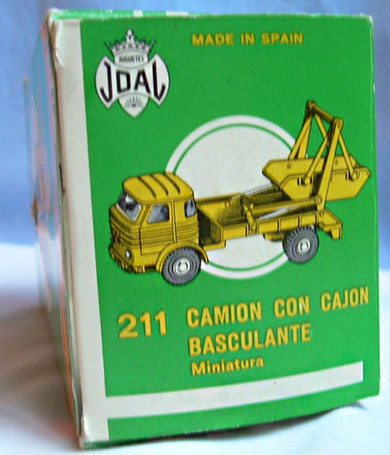 JUGUETES
JOAL
MADE IN SPAIN
211 CAMION CON CAJON
BASCULANTE
Miniatura